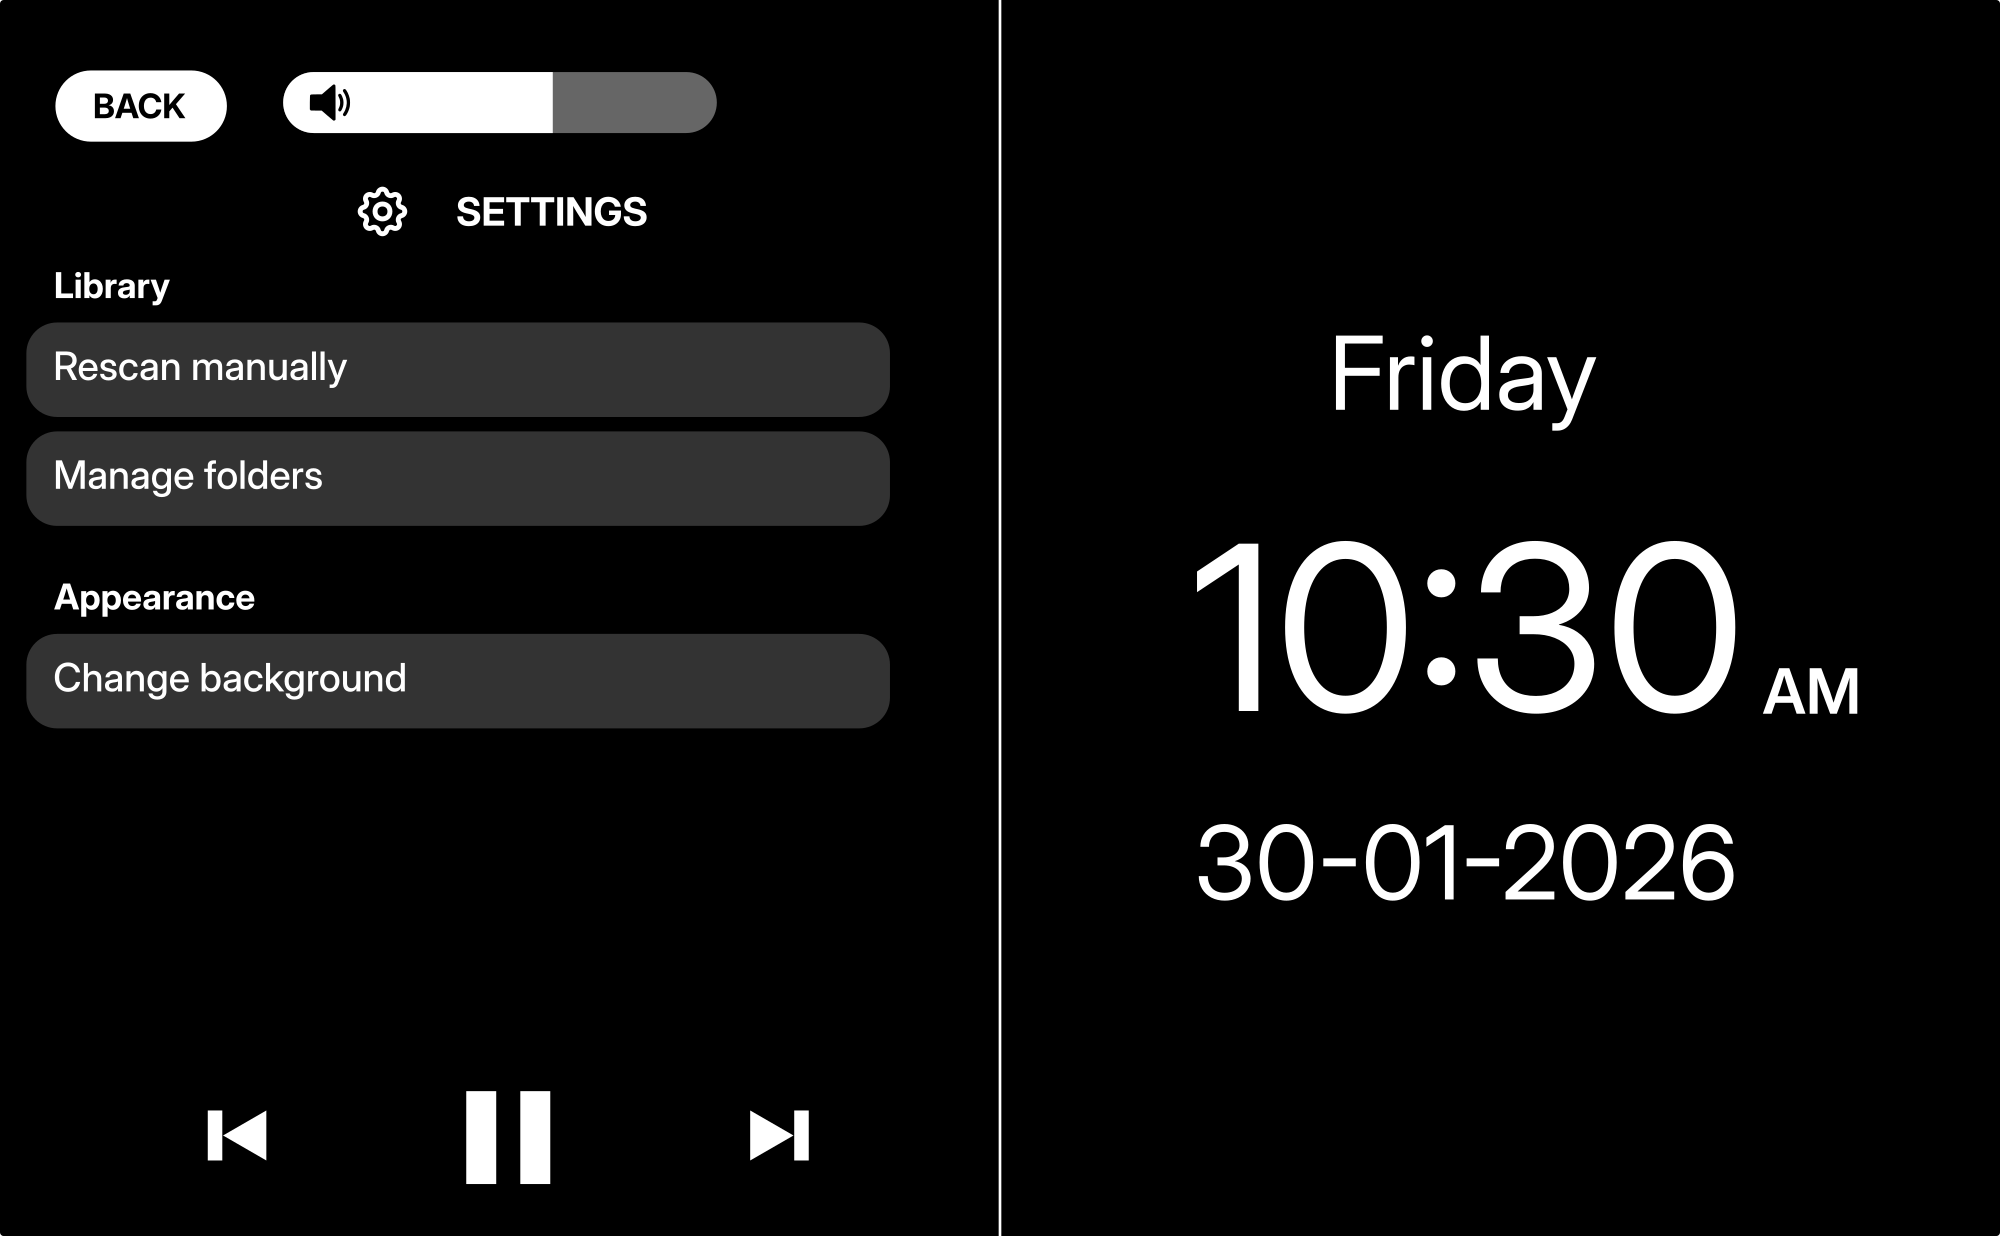 BACK
SETTINGS
Library
Rescan manually
Manage folders
Appearance
Change background
Friday
10:30 AM
30-01-2026